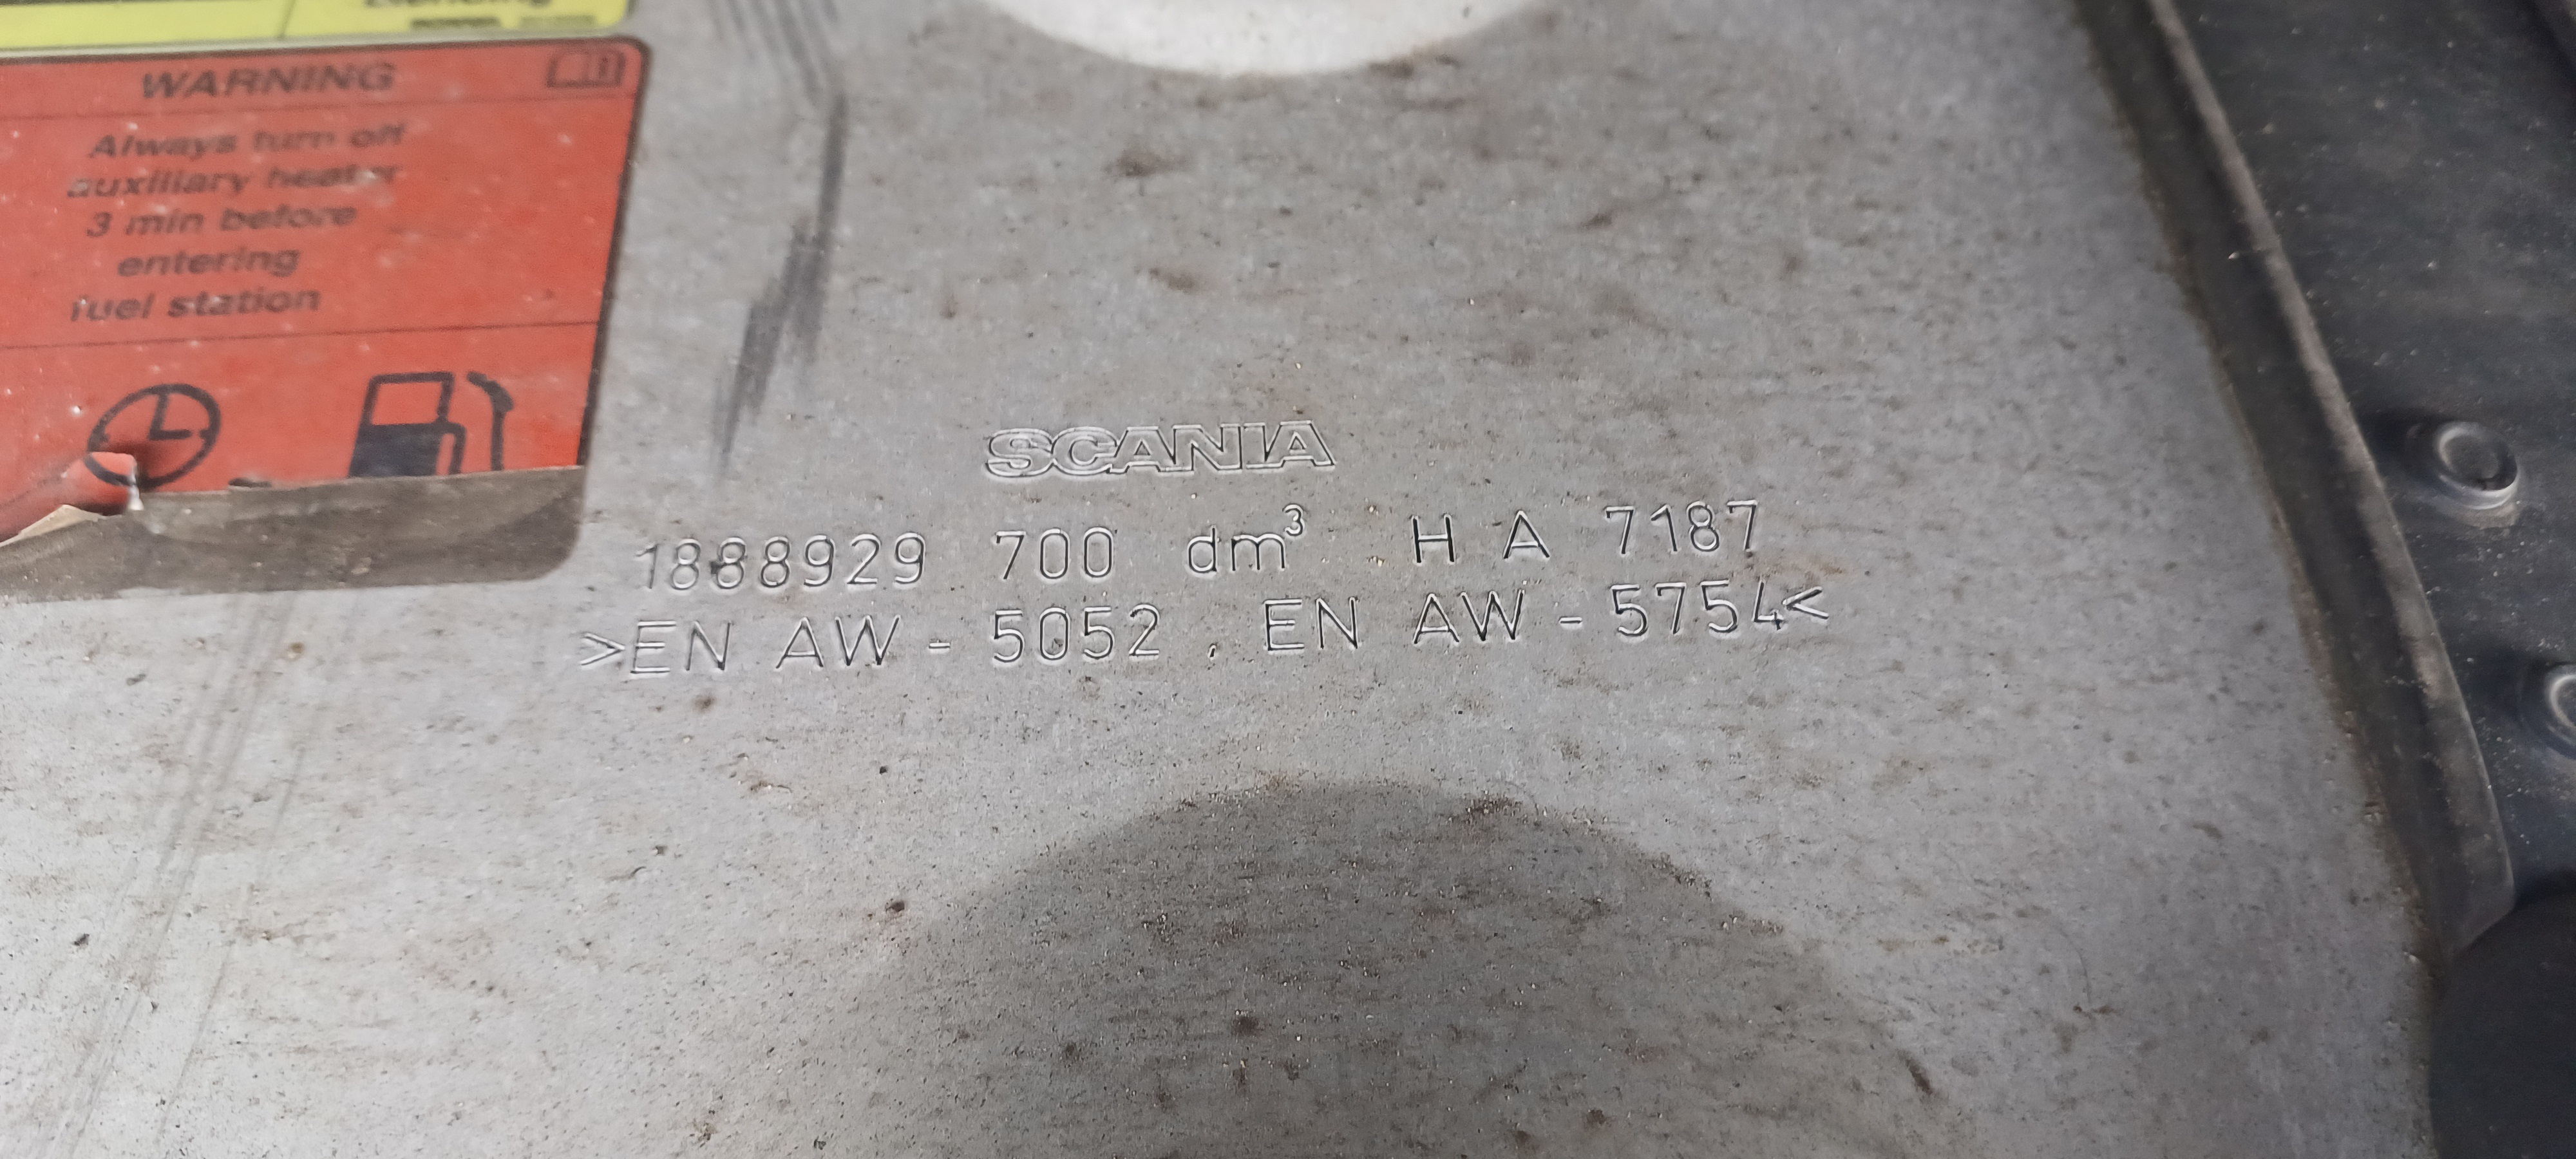 WARNING
Always turn off
auxiliary heater
3 min before
entering
fuel station
SCANIA
1888929 700 dm³ H A 7187
>EN AW - 5052 , EN AW - 5754<